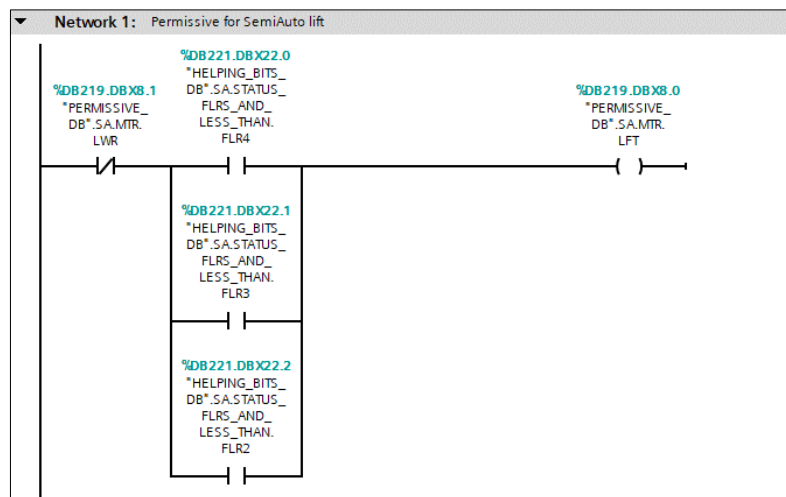 Network 1: Permissive for SemiAuto lift
%DB221.DBX22.0
"HELPING_BITS_
DB".SA.STATUS_
FLRS_AND_
LESS_THAN.
FLR4
%DB219.DBX8.1
"PERMISSIVE_
DB".SA.MTR.
LWR
%DB219.DBX8.0
"PERMISSIVE_
DB".SA.MTR.
LFT
%DB221.DBX22.1
"HELPING_BITS_
DB".SA.STATUS_
FLRS_AND_
LESS_THAN.
FLR3
%DB221.DBX22.2
"HELPING_BITS_
DB".SA.STATUS_
FLRS_AND_
LESS_THAN.
FLR2